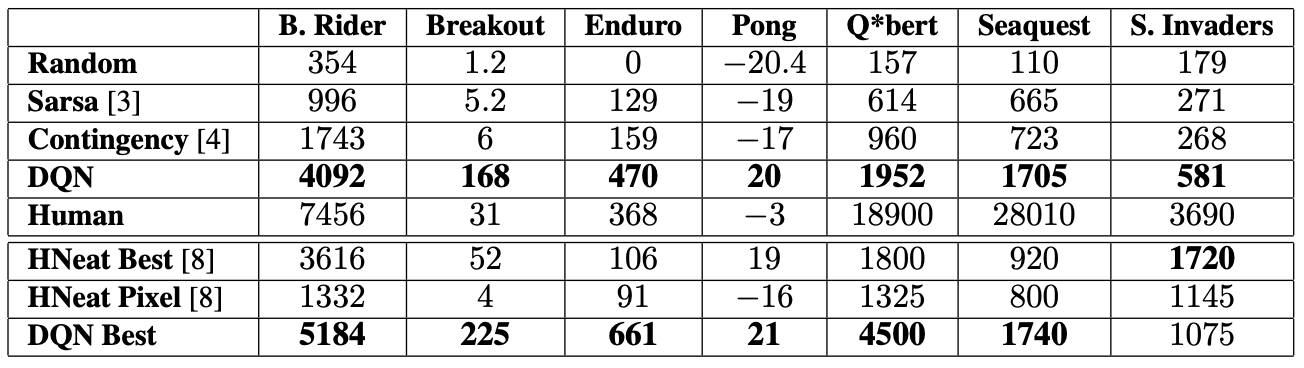 B. Rider Breakout Enduro Pong Q*bert Seaquest S. Invaders
Random 354 1.2 0 −20.4 157 110 179
Sarsa [3] 996 5.2 129 −19 614 665 271
Contingency [4] 1743 6 159 −17 960 723 268
DQN 4092 168 470 20 1952 1705 581
Human 7456 31 368 −3 18900 28010 3690
HNeat Best [8] 3616 52 106 19 1800 920 1720
HNeat Pixel [8] 1332 4 91 −16 1325 800 1145
DQN Best 5184 225 661 21 4500 1740 1075